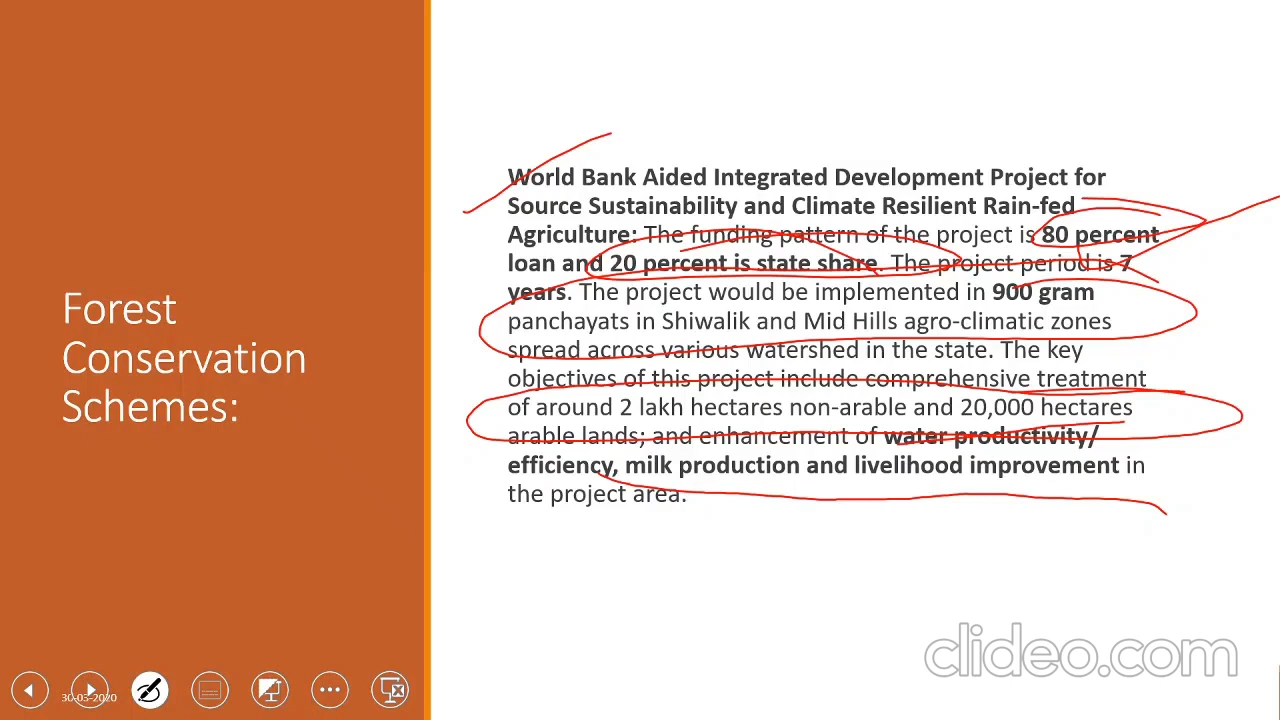 Forest
Conservation
Schemes:
World Bank Aided Integrated Development Project for
Source Sustainability and Climate Resilient Rain-fed
Agriculture: The funding pattern of the project is 80 percent
loan and 20 percent is state share. The project period is 7
years. The project would be implemented in 900 gram
panchayats in Shiwalik and Mid Hills agro-climatic zones
spread across various watershed in the state. The key
objectives of this project include comprehensive treatment
of around 2 lakh hectares non-arable and 20,000 hectares
arable lands; and enhancement of water productivity/
efficiency, milk production and livelihood improvement in
the project area.
30-03-2020
clideo.com